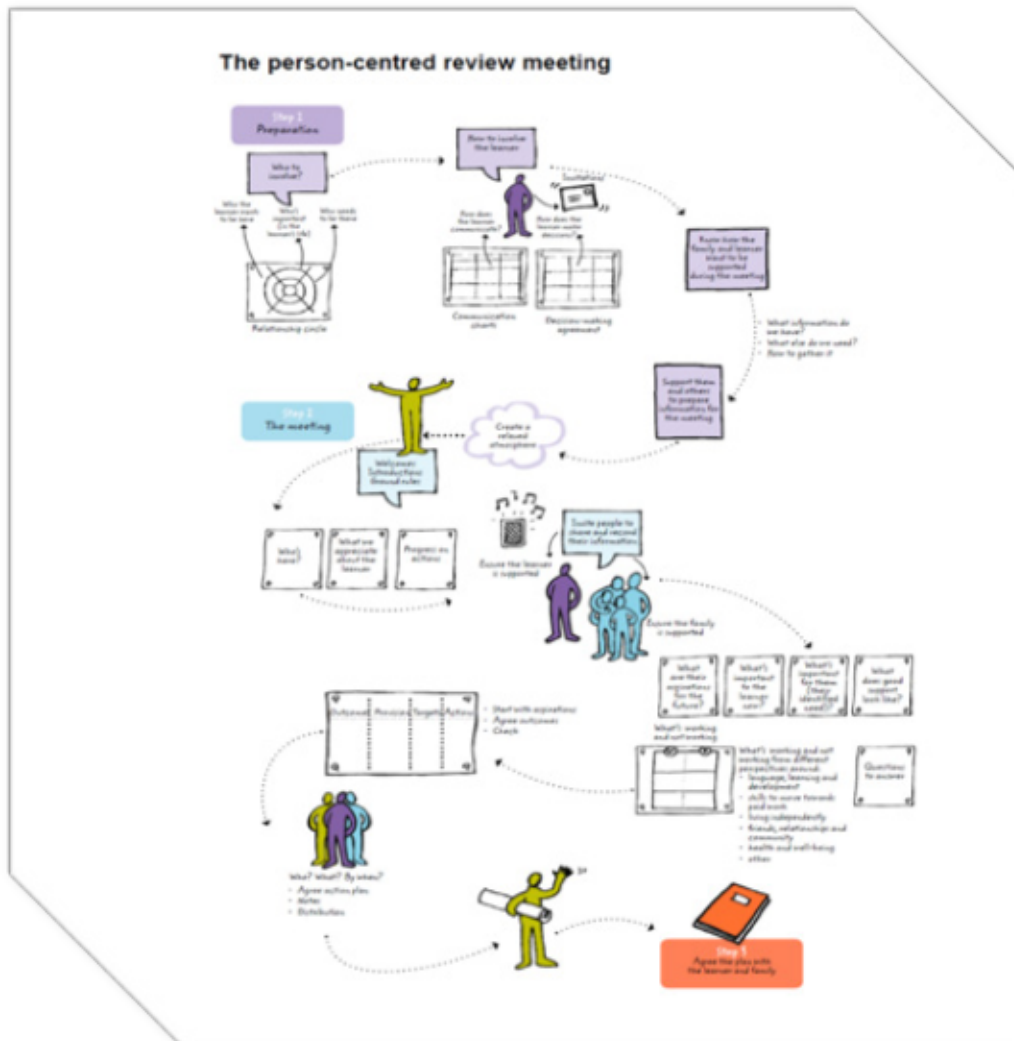 The person-centred review meeting
Step 1
Preparation
Who to
involve?
Who the
learner wants
to be there
Who's
important
(in the
learner's life)
Who needs
to be there
Relationship circle
How to involve
the learner
Invitations!
How does
the learner
communicate?
How does the
learner make
decisions?
Communication
charts
Decision-making
agreement
Know how the
family and learner
want to be
supported
during the meeting
- What information do
we have?
- What else do we need?
- How to gather it
Support them
and others
to prepare
information for
the meeting
Step 2
The meeting
Create a
relaxed
atmosphere
Welcome:
Introductions
Ground rules
Who's
here?
What we
appreciate
about the
learner
Progress on
actions
Invite people to
share and record
their information
Ensure the learner
is supported
Ensure the family
is supported
What
are their
aspirations
for the
future?
What's
important
to the
learner
now?
What's
important
for them
(their
identified
need)?
What
does good
support
look like?
What's working
and not working
What's working and not
working from different
perspectives around:
- language, learning and
development
- skills to move towards
paid work
- living independently
- friends, relationships and
community
- health and well-being
- other
Questions
to answer
Outcomes Provision Targets Actions
- Start with aspirations
- Agree outcomes
- Check
Who? What? By when?
- Agree action plan
- Notes
- Distribution
Step 3
Agree the plan with
the learner and family